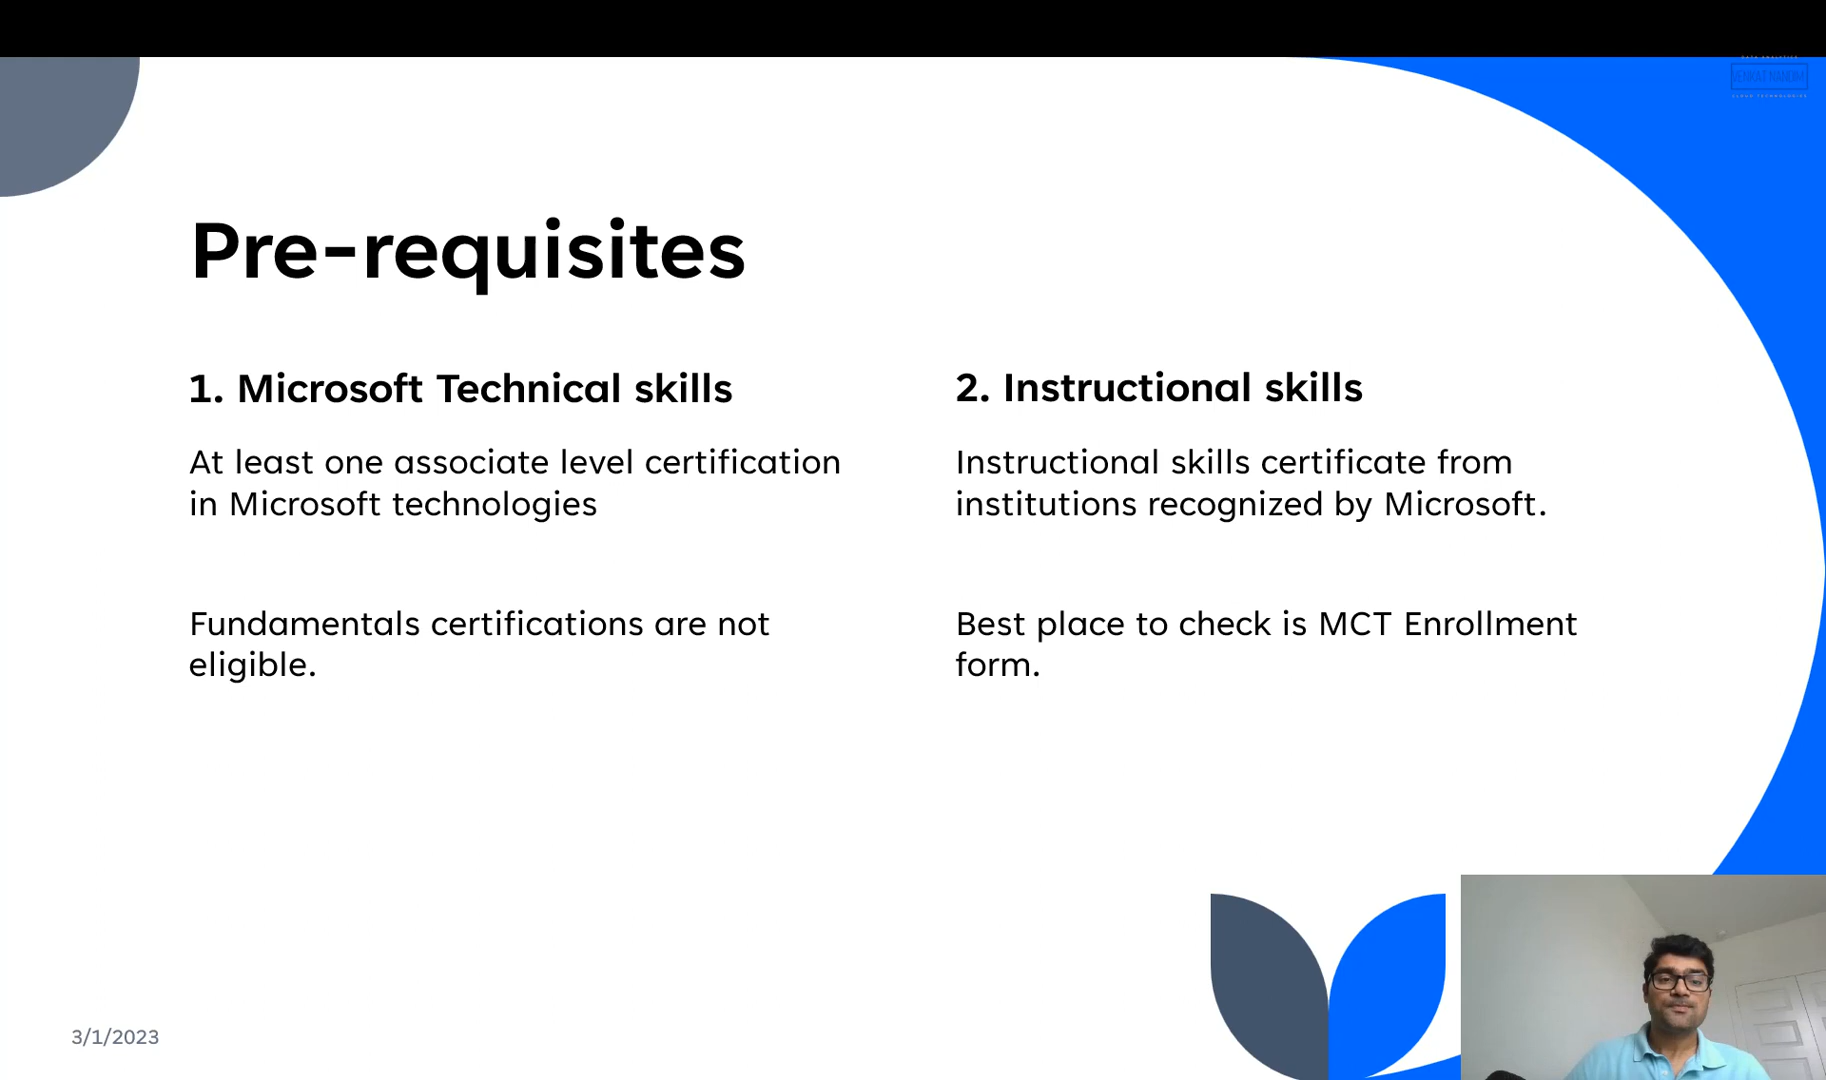 Pre-requisites
1. Microsoft Technical skills
At least one associate level certification
in Microsoft technologies
Fundamentals certifications are not
eligible.
2. Instructional skills
Instructional skills certificate from
institutions recognized by Microsoft.
Best place to check is MCT Enrollment
form.
3/1/2023